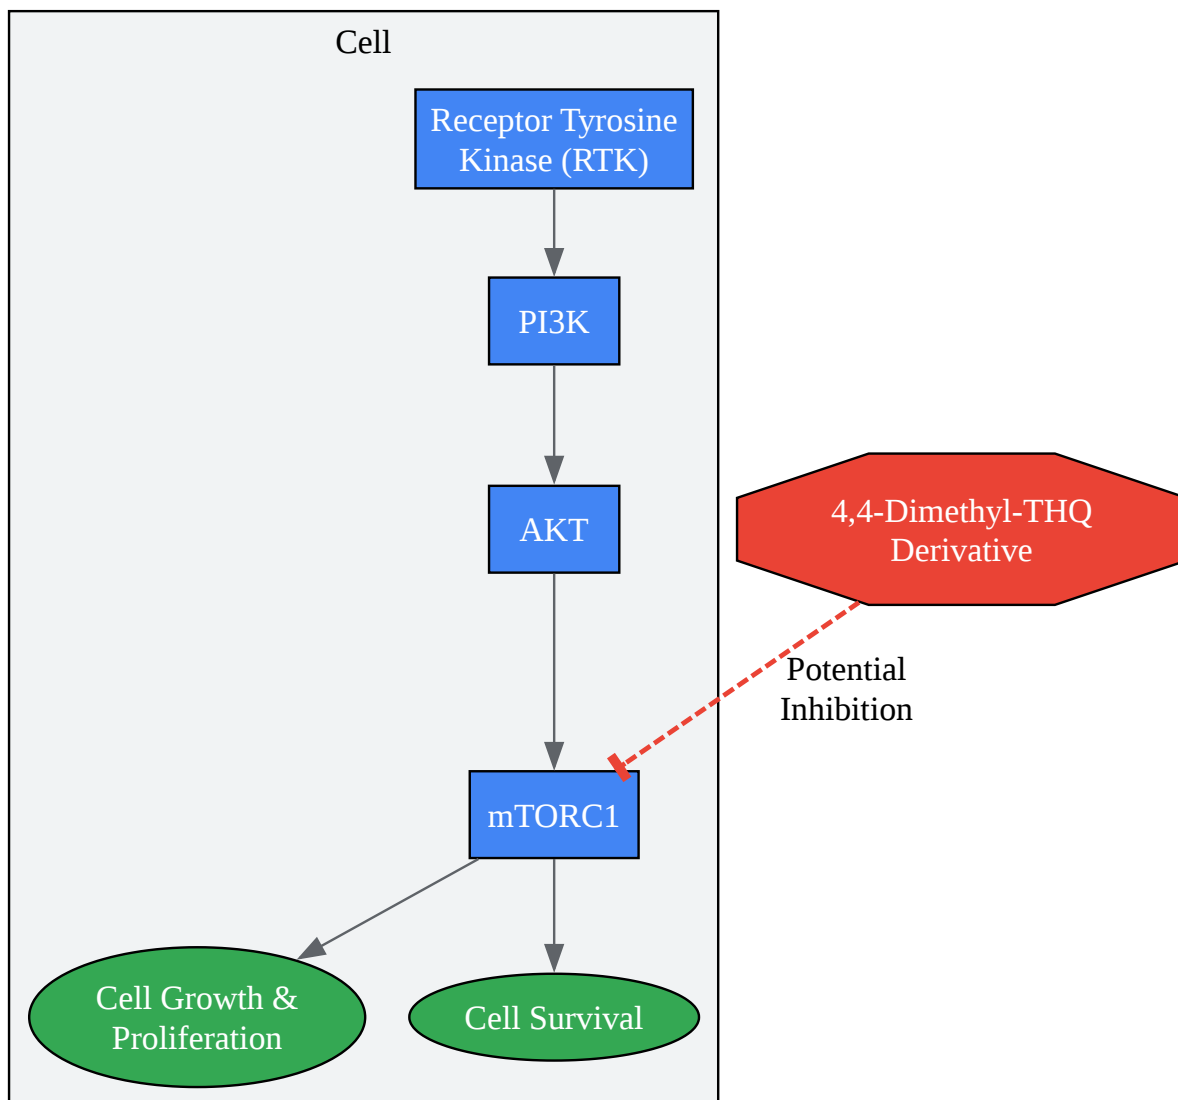 Cell
Receptor Tyrosine
Kinase (RTK)
PI3K
AKT
4,4-Dimethyl-THQ
Derivative
Potential
Inhibition
mTORC1
Cell Growth &
Proliferation
Cell Survival